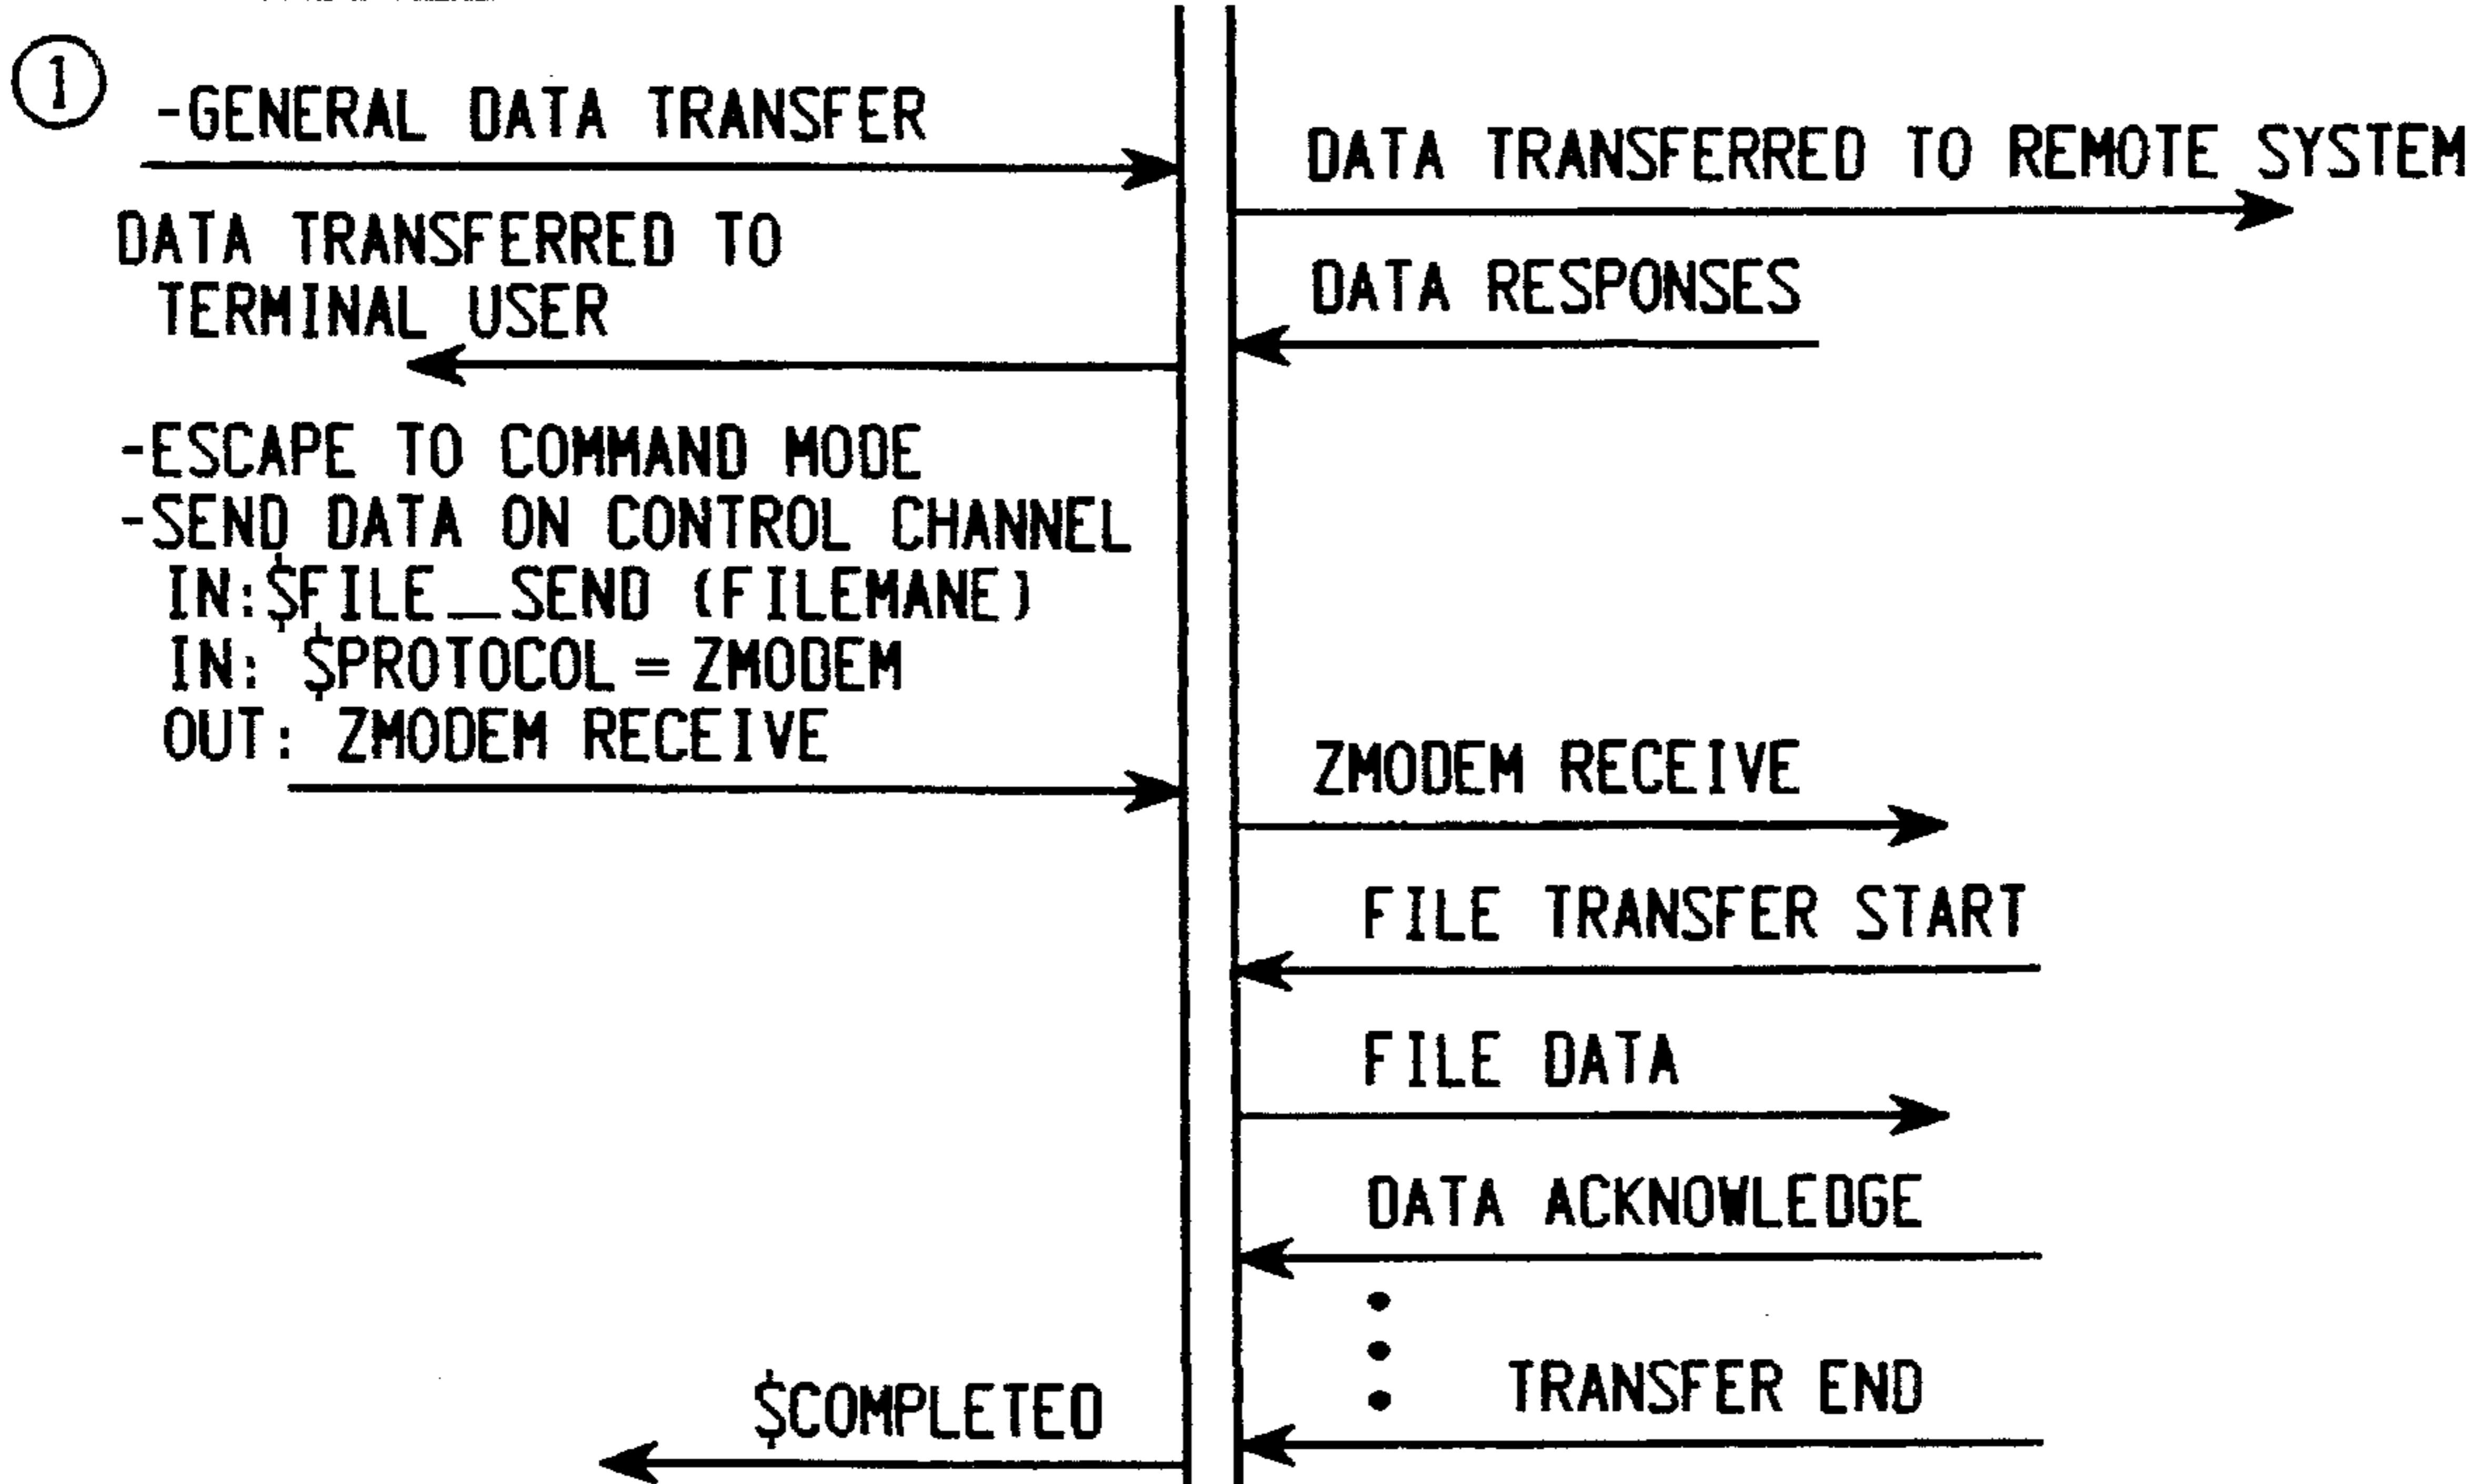 1
-GENERAL DATA TRANSFER
DATA TRANSFERRED TO REMOTE SYSTEM
DATA TRANSFERRED TO
TERMINAL USER
DATA RESPONSES
-ESCAPE TO COMMAND MODE
-SEND DATA ON CONTROL CHANNEL
IN:$FILE_SEND (FILEMANE)
IN: $PROTOCOL = ZMODEM
OUT: ZMODEM RECEIVE
ZMODEM RECEIVE
FILE TRANSFER START
FILE DATA
DATA ACKNOWLEDGE
TRANSFER END
$COMPLETED